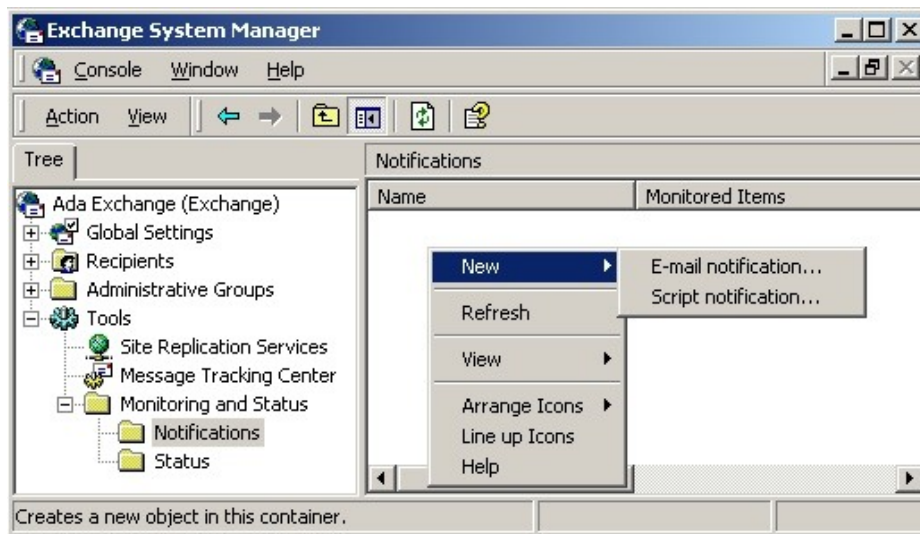 Exchange System Manager
Console Window Help
Action View
Tree
Notifications
Name Monitored Items
Ada Exchange (Exchange)
Global Settings
Recipients
Administrative Groups
Tools
Site Replication Services
Message Tracking Center
Monitoring and Status
Notifications
Status
New
Refresh
View
Arrange Icons
Line up Icons
Help
E-mail notification...
Script notification...
Creates a new object in this container.